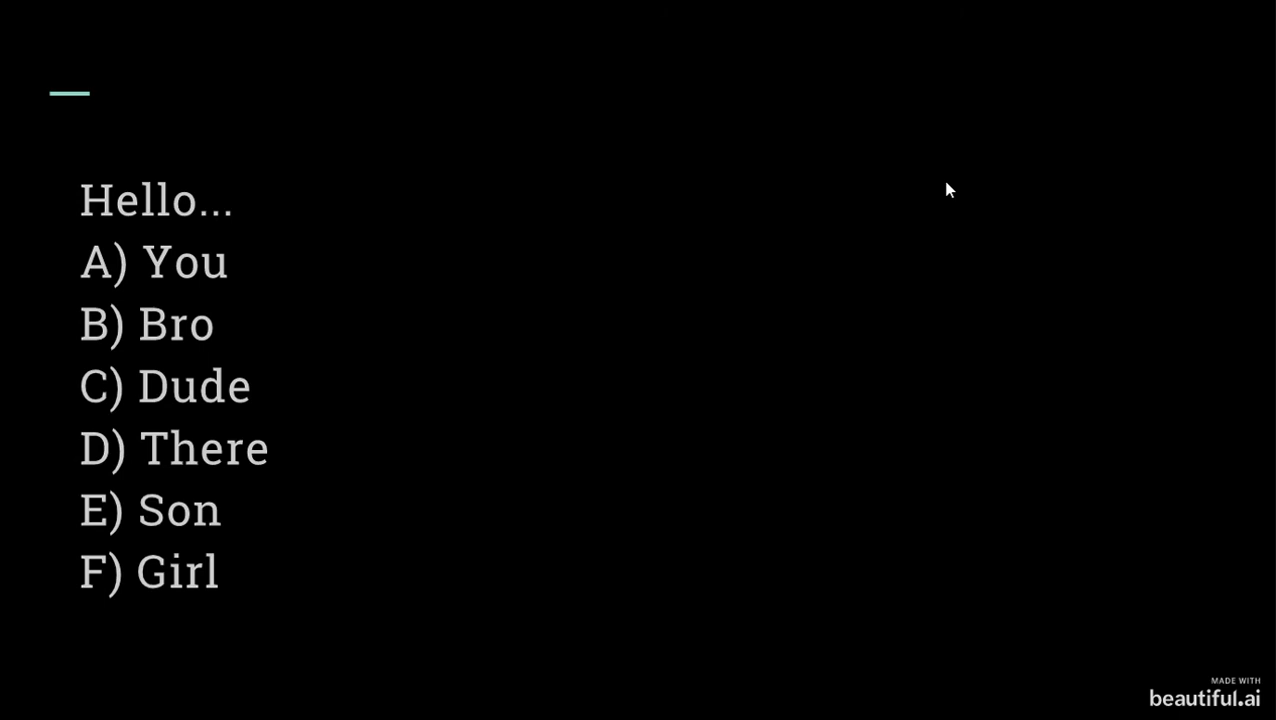 Hello...
A) You
B) Bro
C) Dude
D) There
E) Son
F) Girl
MADE WITH
beautiful.ai